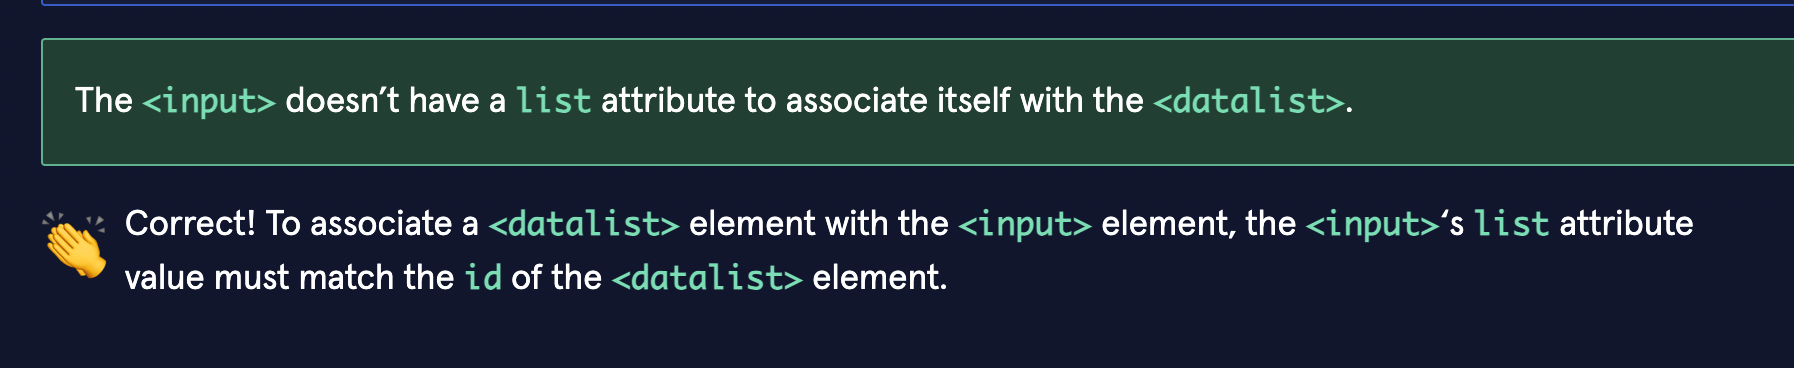 The <input> doesn’t have a list attribute to associate itself with the <datalist>.
Correct! To associate a <datalist> element with the <input> element, the <input>‘s list attribute
value must match the id of the <datalist> element.